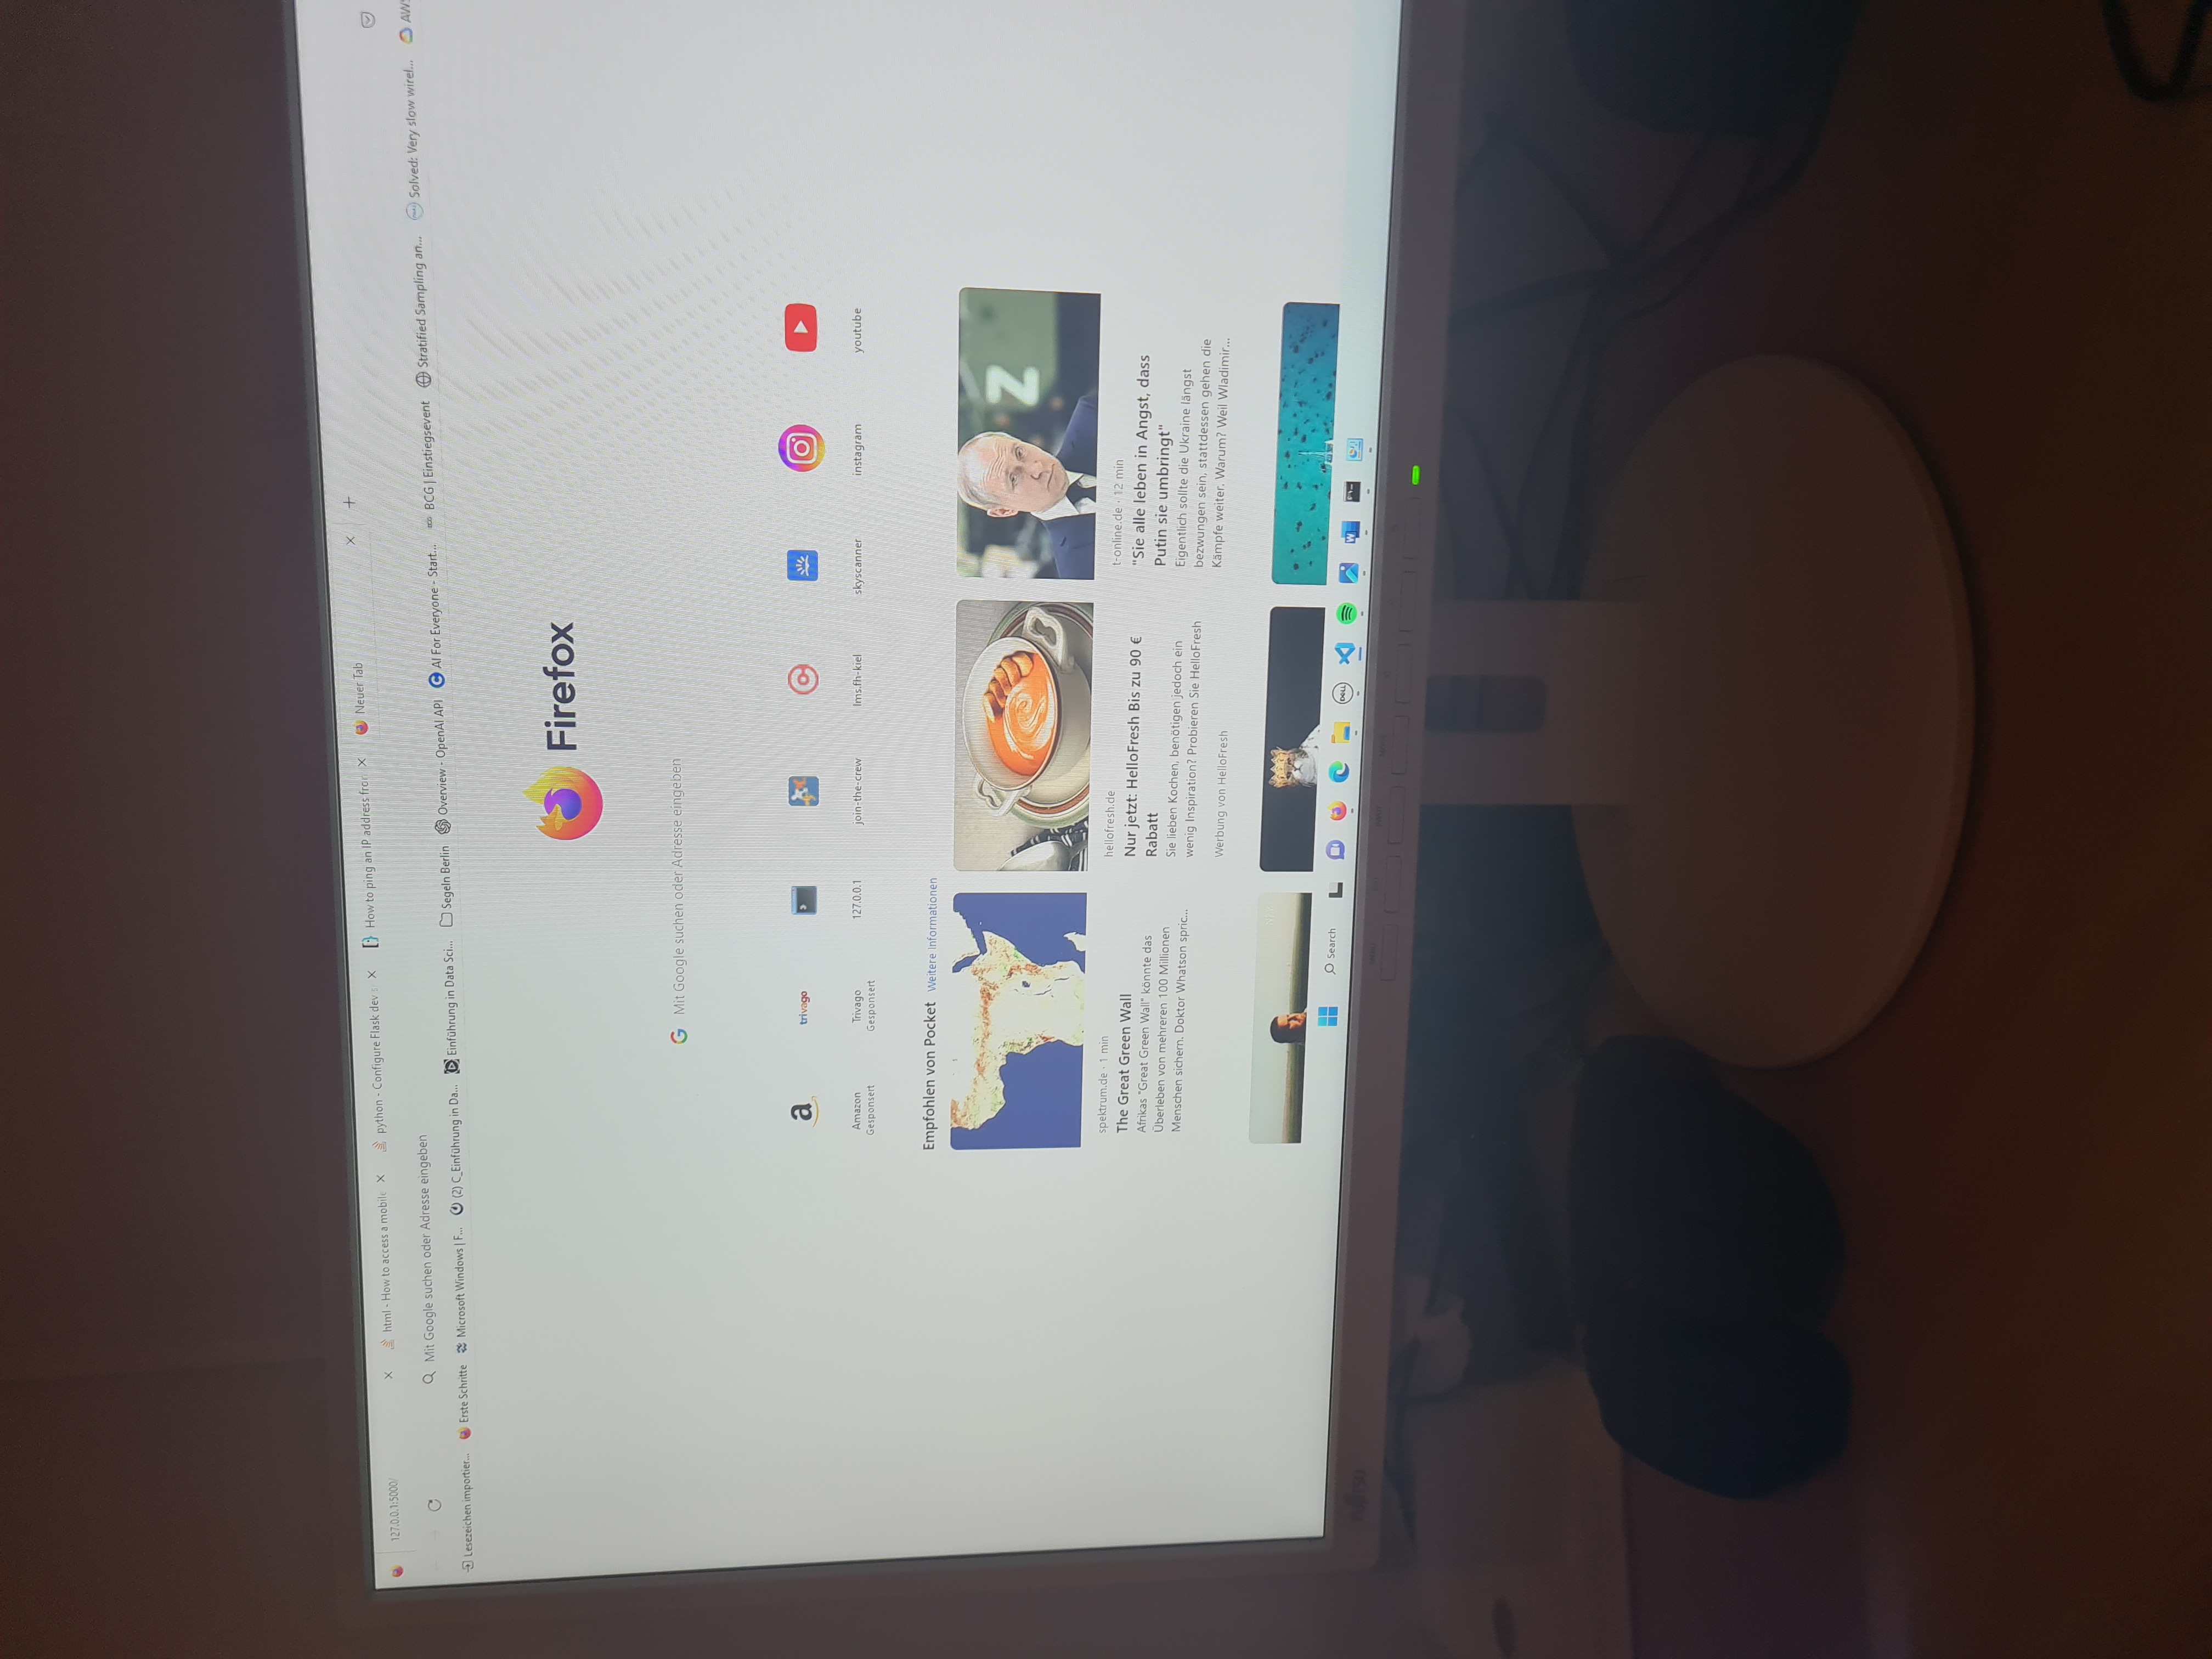 127.0.0.1:5000/
html - How to access a mobile
python - Configure Flask dev s
How to ping an IP address fro
Neuer Tab
Mit Google suchen oder Adresse eingeben
Lesezeichen importier...
Erste Schritte
Microsoft Windows | F...
(2) C_Einführung in Da...
Einführung in Data Sci...
Segeln Berlin
Overview - OpenAI API
AI For Everyone - Start...
BCG | Einstiegsevent
Stratified Sampling an...
Solved: Very slow wirel...
AWS
Firefox
Mit Google suchen oder Adresse eingeben
a
trivago
Amazon
Gesponsert
Trivago
Gesponsert
127.0.0.1
join-the-crew
lms.fh-kiel
skyscanner
instagram
youtube
Empfohlen von Pocket Weitere Informationen
Z
spektrum.de · 1 min
The Great Green Wall
Afrikas "Great Green Wall" könnte das
Überleben von mehreren 100 Millionen
Menschen sichern. Doktor Whatson spric...
hellofresh.de
Nur jetzt: HelloFresh Bis zu 90 €
Rabatt
Sie lieben Kochen, benötigen jedoch ein
wenig Inspiration? Probieren Sie HelloFresh
Werbung von HelloFresh
t-online.de · 12 min
"Sie alle leben in Angst, dass
Putin sie umbringt"
Eigentlich sollte die Ukraine längst
bezwungen sein, stattdessen gehen die
Kämpfe weiter. Warum? Weil Wladimir...
Search
DELL
W
FUJITSU